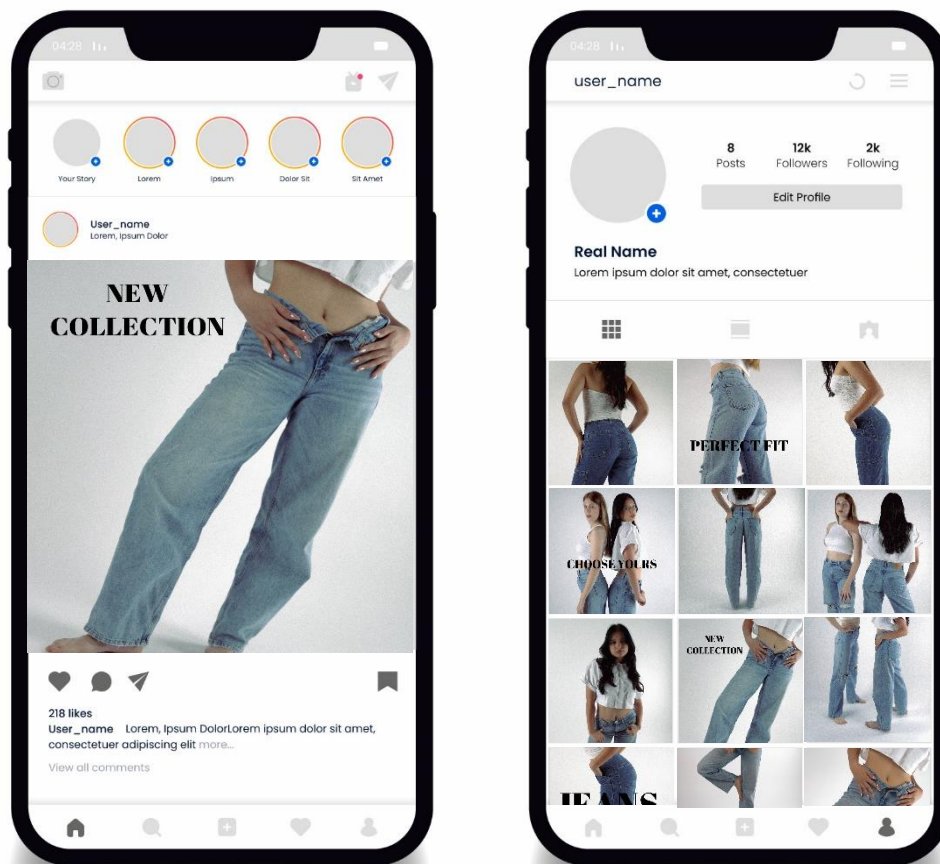 04:28
Your Story
Lorem
Ipsum
Dolor Sit
Sit Amet
User_name
Lorem, Ipsum Dolor
NEW
COLLECTION
218 likes
User_name Lorem, Ipsum DolorLorem ipsum dolor sit amet,
consectetuer adipiscing elit more...
View all comments
04:28
user_name
8
12k
2k
Posts
Followers
Following
Edit Profile
Real Name
Lorem ipsum dolor sit amet, consectetuer
PERFECT FIT
CHOOSE YOURS
NEW
COLLECTION
JEANS